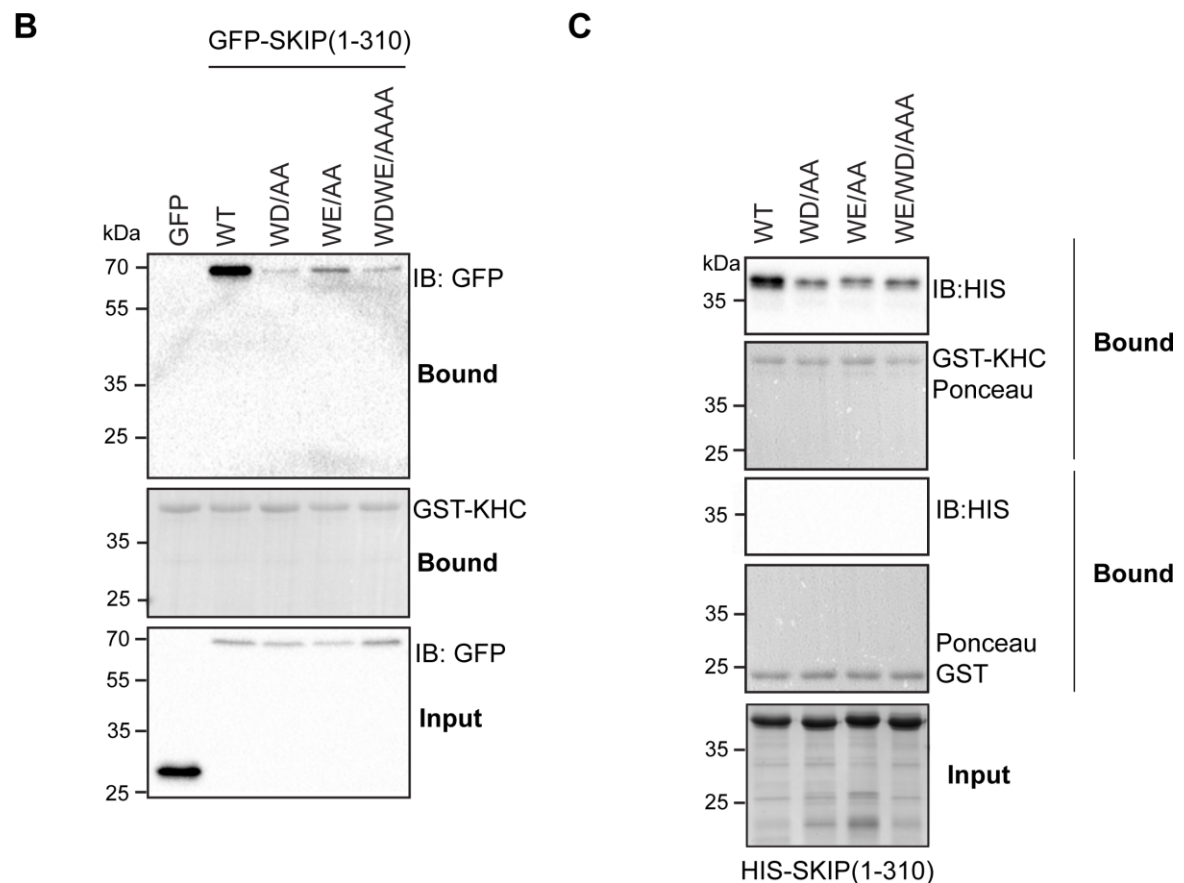 B
GFP-SKIP(1-310)
kDa
GFP
WT
WD/AA
WE/AA
WDWE/AAAA
70
55
35
25
IB: GFP
Bound
35
25
GST-KHC
Bound
70
55
35
25
IB: GFP
Input
C
WT
WD/AA
WE/AA
WE/WD/AAA
kDa
35
IB:HIS
35
25
GST-KHC
Ponceau
Bound
35
IB:HIS
35
25
Ponceau
GST
Bound
35
25
Input
HIS-SKIP(1-310)